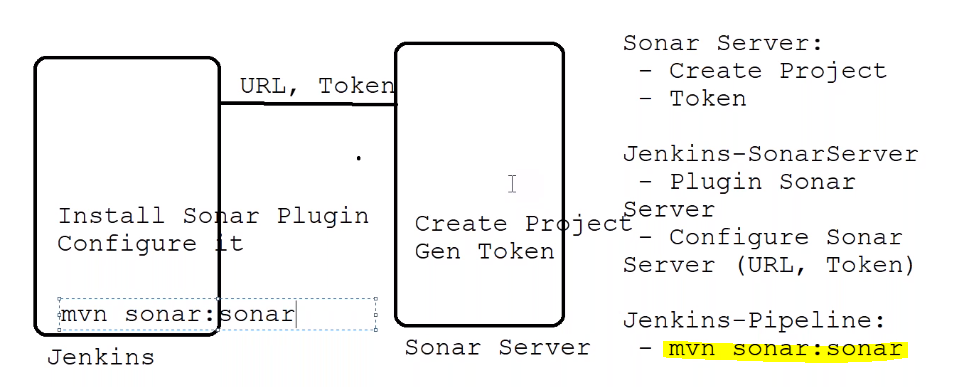 URL, Token
Install Sonar Plugin
Configure it
mvn sonar:sonar
Jenkins
Create Project
Gen Token
Sonar Server
Sonar Server:
- Create Project
- Token
Jenkins-SonarServer
- Plugin Sonar
Server
- Configure Sonar
Server (URL, Token)
Jenkins-Pipeline:
- mvn sonar:sonar